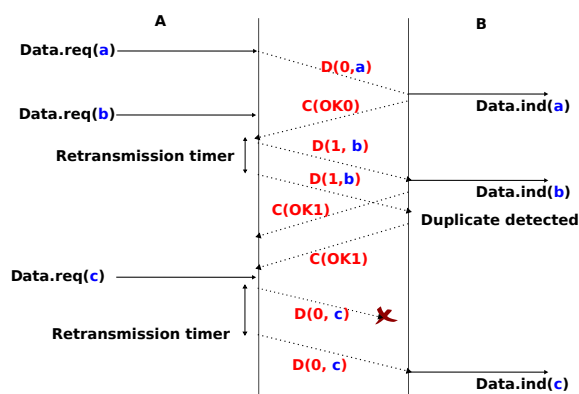 A
B
Data.req(a)
D(0,a)
C(OK0)
Data.ind(a)
Data.req(b)
D(1, b)
Retransmission timer
D(1,b)
Data.ind(b)
C(OK1)
Duplicate detected
C(OK1)
Data.req(c)
D(0, c)
Retransmission timer
D(0, c)
Data.ind(c)